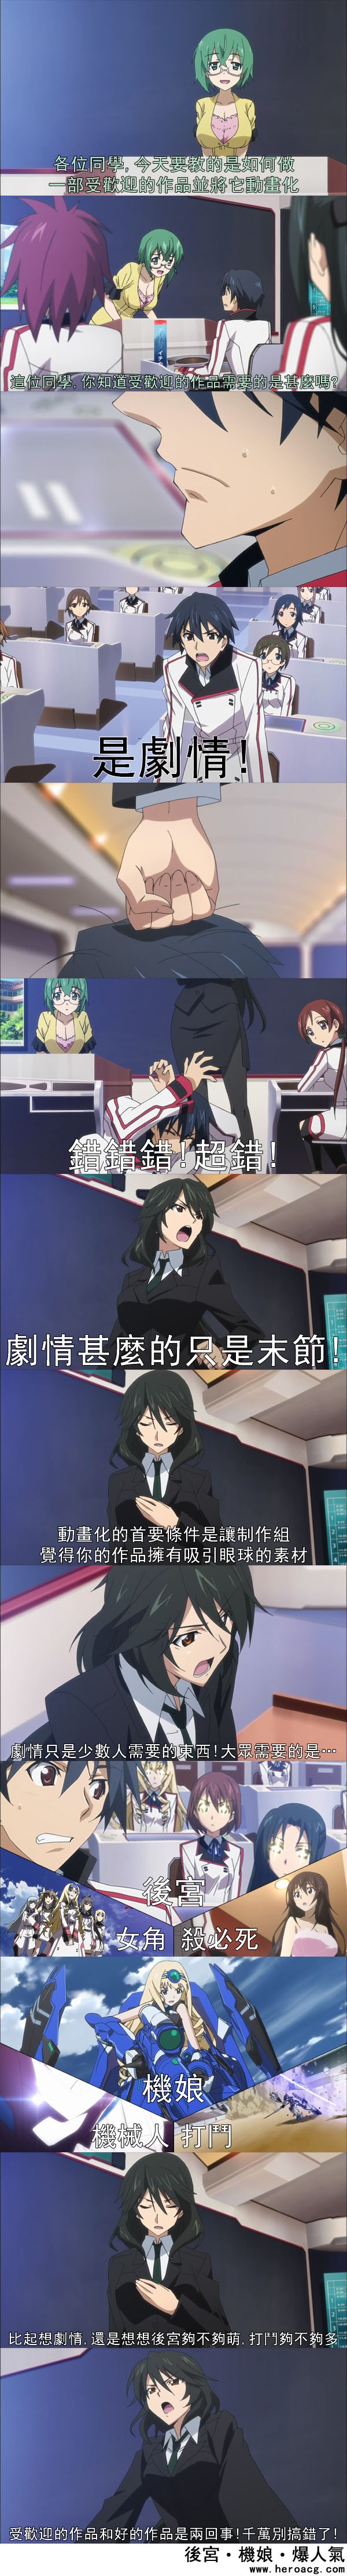 各位同學,今天要教的是如何做
一部受歡迎的作品並將它動畫化
這位同學,你知道受歡迎的作品需要的是甚麼嗎?
是劇情!
錯錯錯!超錯!
劇情甚麼的只是末節!
動畫化的首要條件是讓制作組
覺得你的作品擁有吸引眼球的素材
劇情只是少數人需要的東西!大眾需要的是…
後宮
女角 殺必死
機娘
機械人 打鬥
比起想劇情,還是想想後宮夠不夠萌,打鬥夠不夠多
受歡迎的作品和好的作品是兩回事!千萬別搞錯了!
後宮・機娘・爆人氣
www.heroacg.com